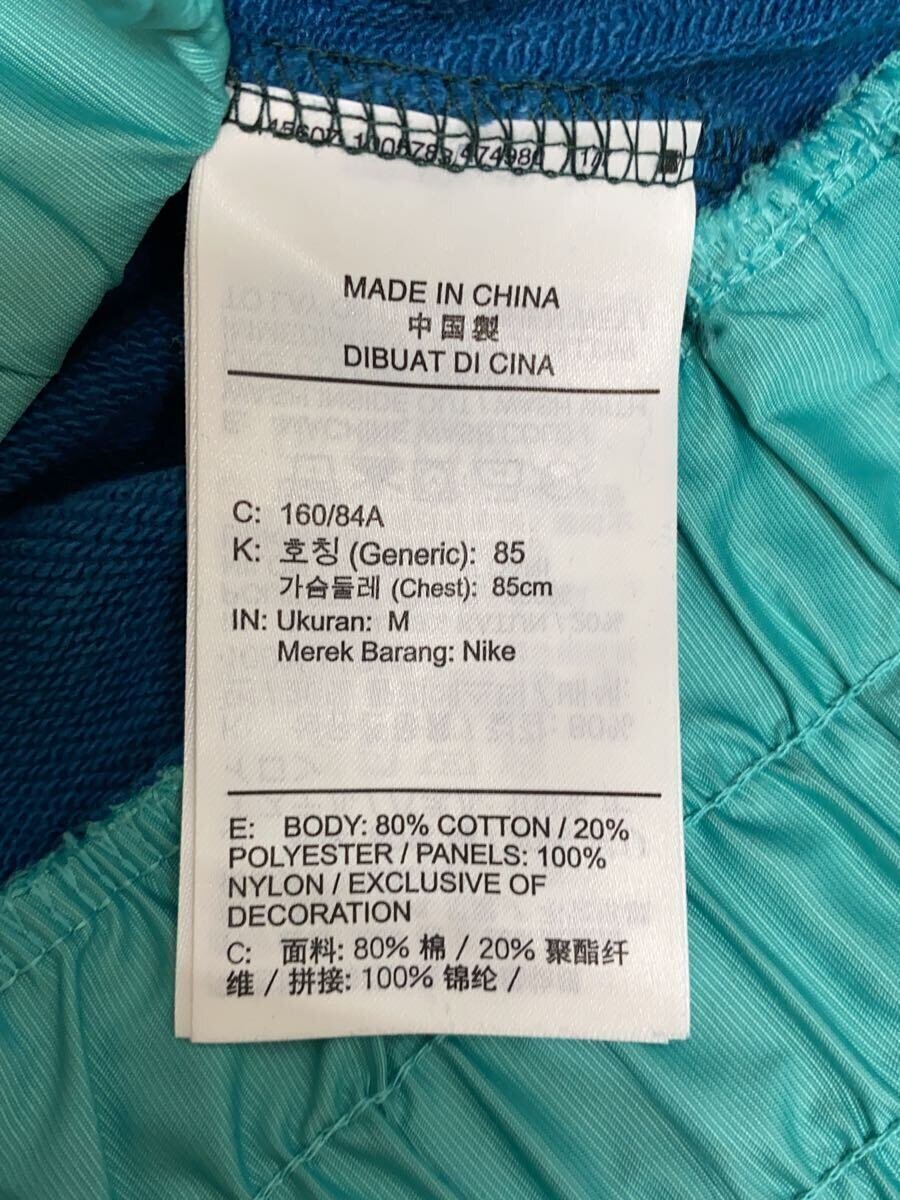 MADE IN CHINA
中国製
DIBUAT DI CINA
C: 160/84A
K: 호칭 (Generic): 85
가슴둘레 (Chest): 85cm
IN: Ukuran: M
Merek Barang: Nike
E: BODY: 80% COTTON / 20%
POLYESTER / PANELS: 100%
NYLON / EXCLUSIVE OF
DECORATION
C: 面料: 80% 棉 / 20% 聚酯纤
维 / 拼接: 100% 锦纶 /